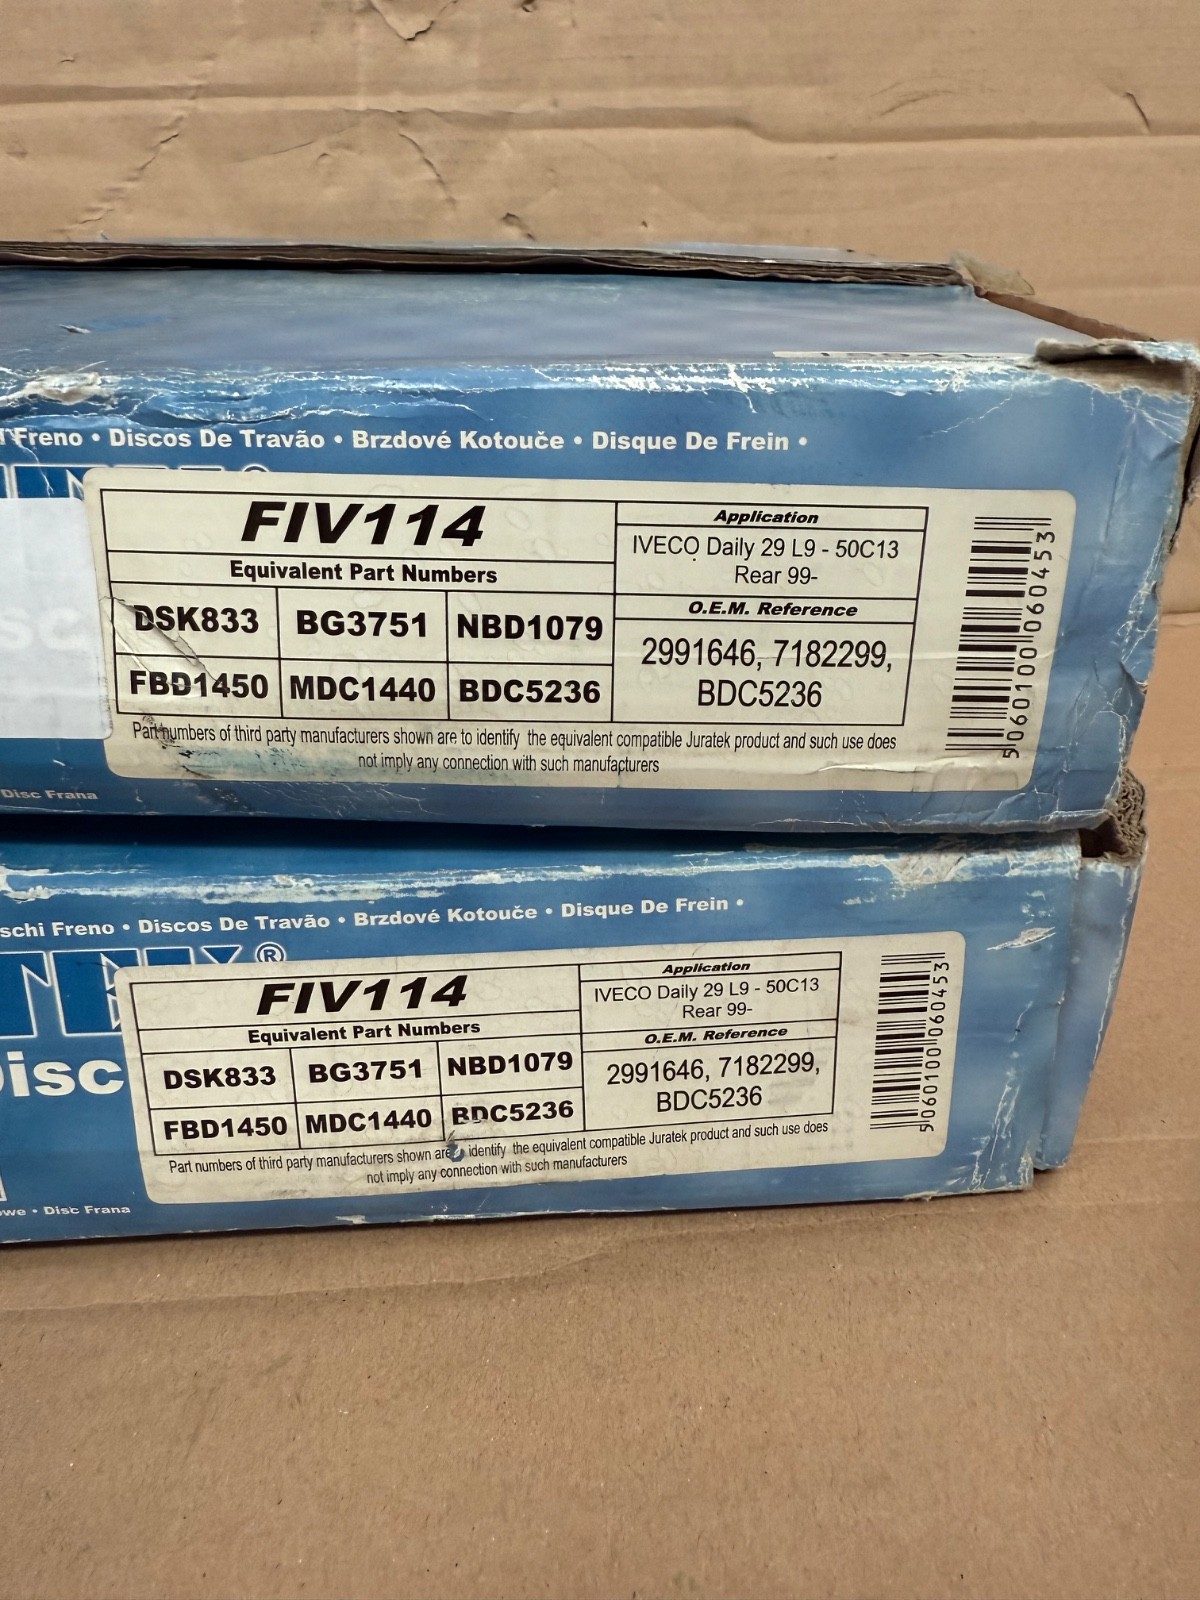 Freno • Discos De Travão • Brzdové Kotouče • Disque De Frein •
FIV114
Equivalent Part Numbers
DSK833 BG3751 NBD1079
FBD1450 MDC1440 BDC5236
Application
IVECO Daily 29 L9 - 50C13
Rear 99-
O.E.M. Reference
2991646, 7182299,
BDC5236
Part numbers of third party manufacturers shown are to identify the equivalent compatible Juratek product and such use does
not imply any connection with such manufacturers
5060100060453
Disc Frana
schi Freno • Discos De Travão • Brzdové Kotouče • Disque De Frein •
®
Disc
FIV114
Equivalent Part Numbers
DSK833 BG3751 NBD1079
FBD1450 MDC1440 BDC5236
Application
IVECO Daily 29 L9 - 50C13
Rear 99-
O.E.M. Reference
2991646, 7182299,
BDC5236
Part numbers of third party manufacturers shown are identify the equivalent compatible Juratek product and such use does
not imply any connection with such manufacturers
5060100060453
owe • Disc Frana